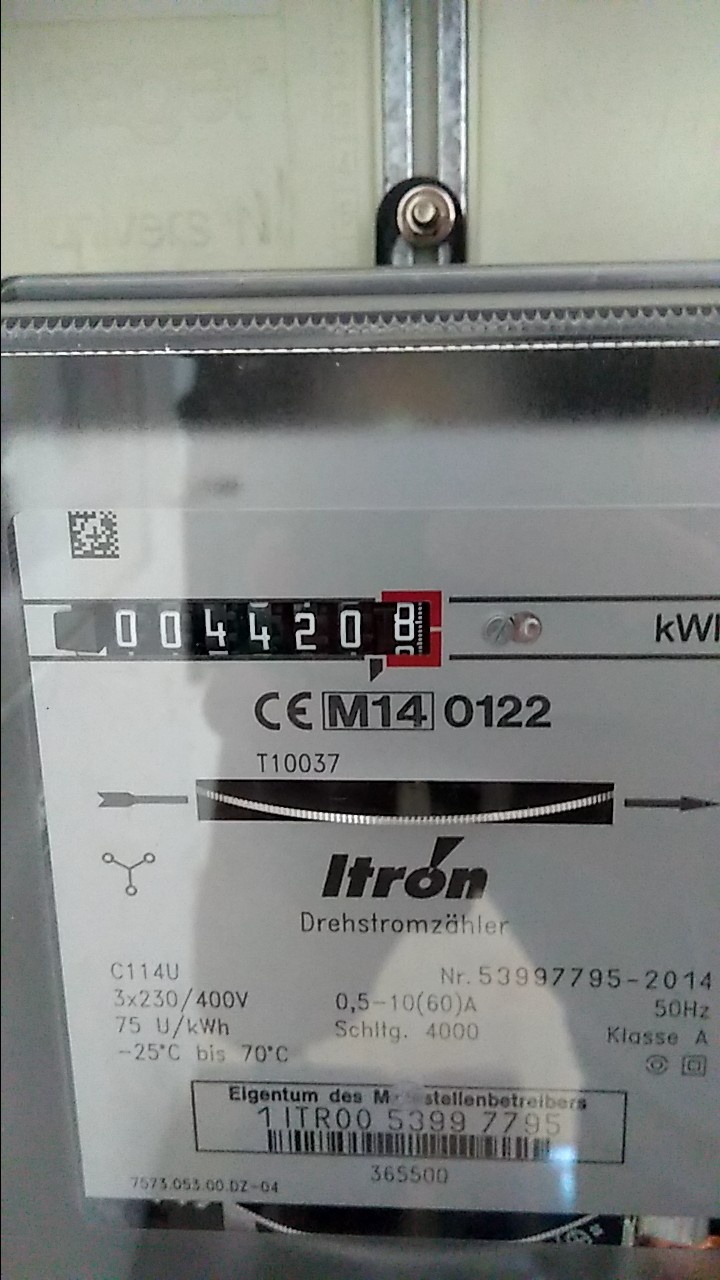 0044208
kWh
CE M14 0122
T10037
Itron
Drehstromzähler
C114U
Nr. 53997795-2014
3x230/400V
0,5-10(60)A
50Hz
75 U/kWh
Schltg. 4000
Klasse A
-25°C bis 70°C
Eigentum des M stellenbetreibers
1 ITR00 5399 7795
365500
7573.053.00.DZ-04